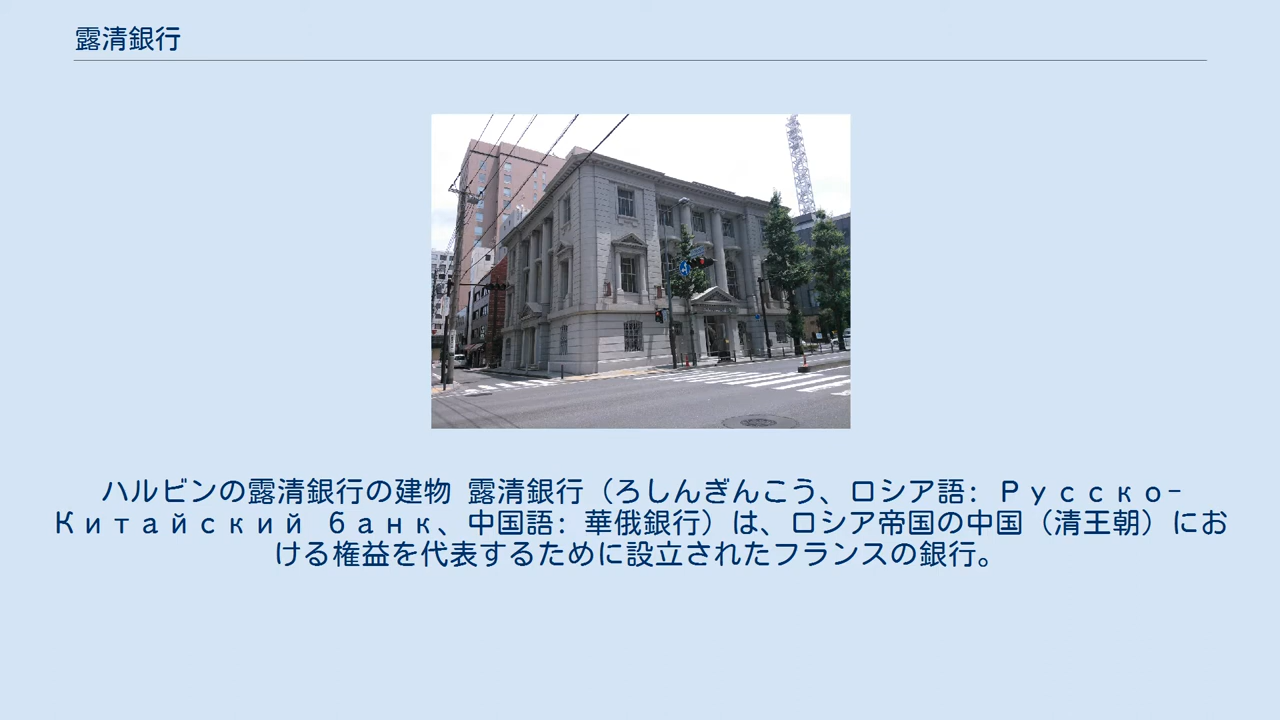 露清銀行
ハルビンの露清銀行の建物 露清銀行（ろしんぎんこう、ロシア語: Русско-
Китайский банк、中国語: 華俄銀行）は、ロシア帝国の中国（清王朝）にお
ける権益を代表するために設立されたフランスの銀行。